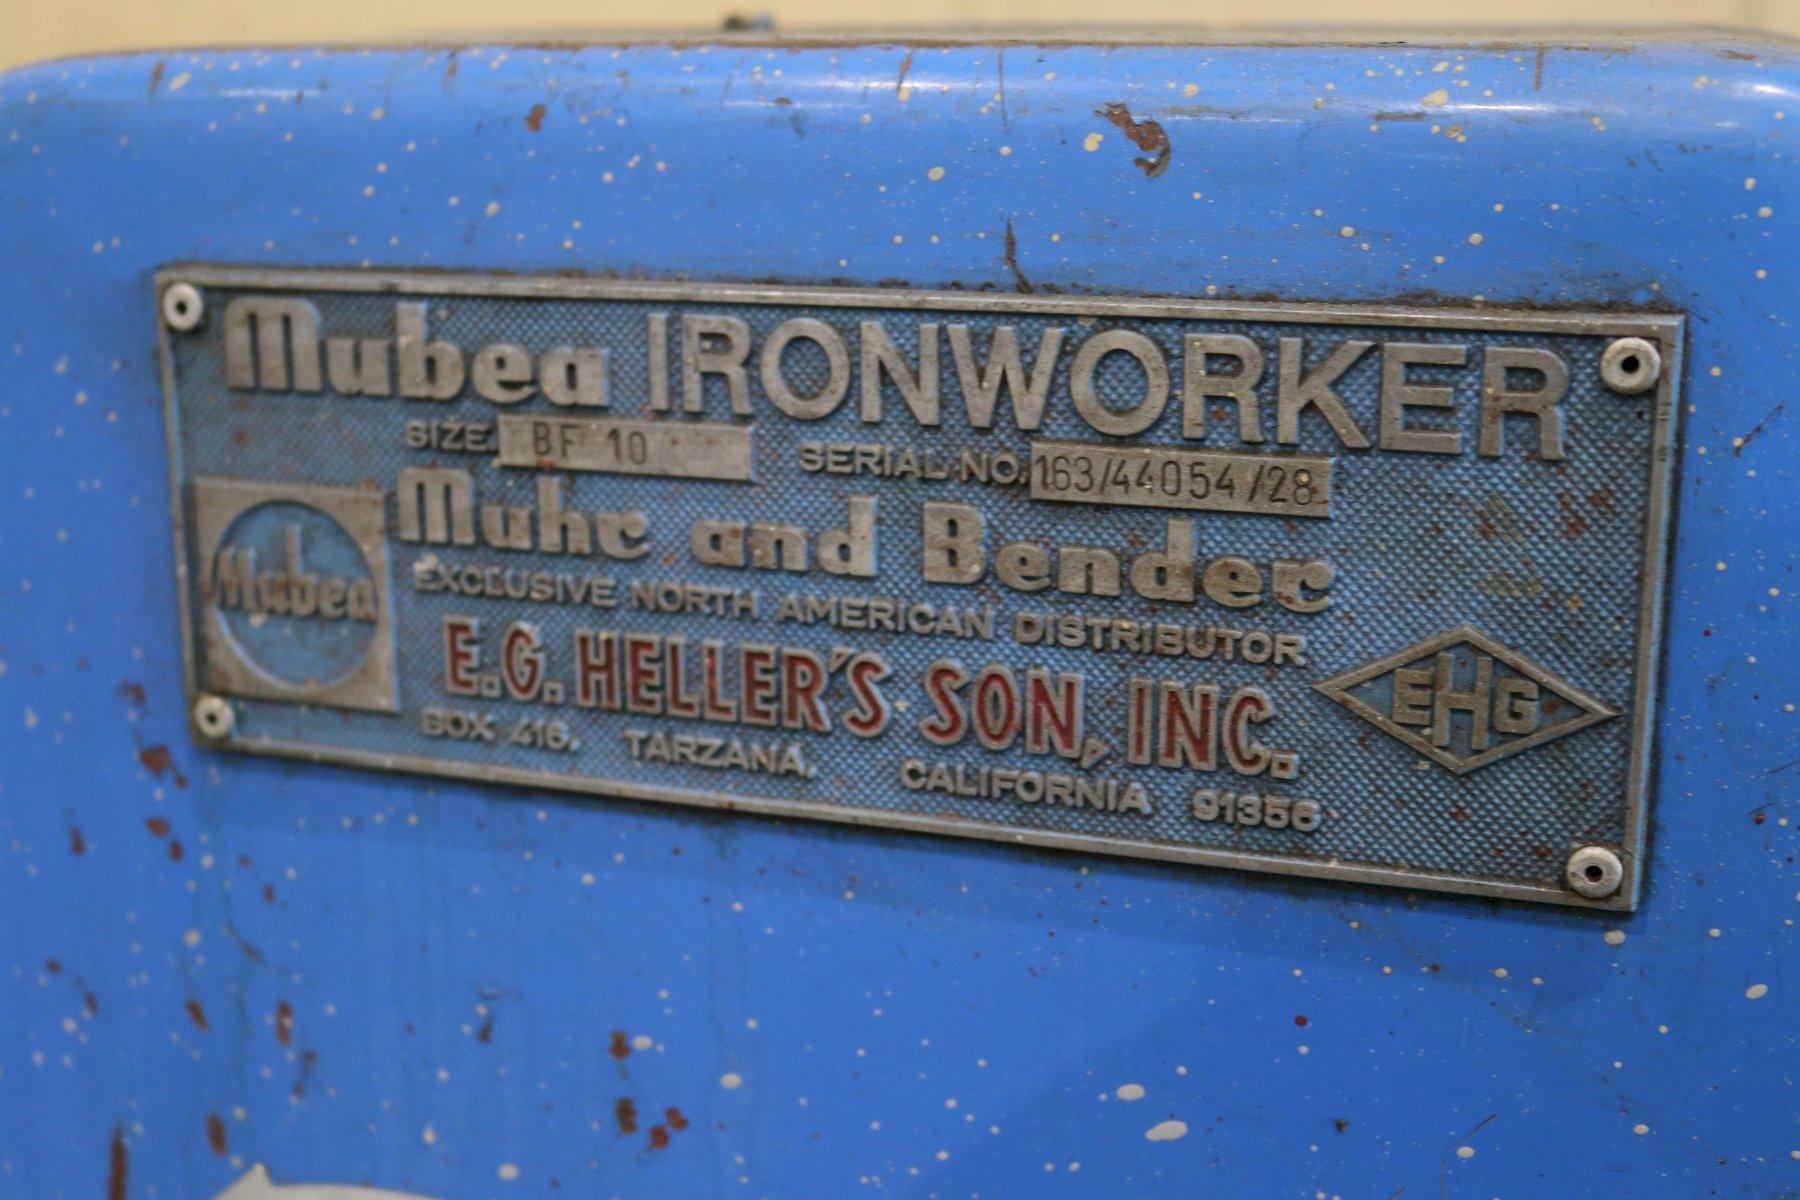 Mubea IRONWORKER
SIZE. BF 10 SERIAL NO. 163/44054/28
Mubea
Muhr and Bender
EXCLUSIVE NORTH AMERICAN DISTRIBUTOR
E.G. HELLER'S SON, INC.
EHG
BOX 416, TARZANA, CALIFORNIA 91356